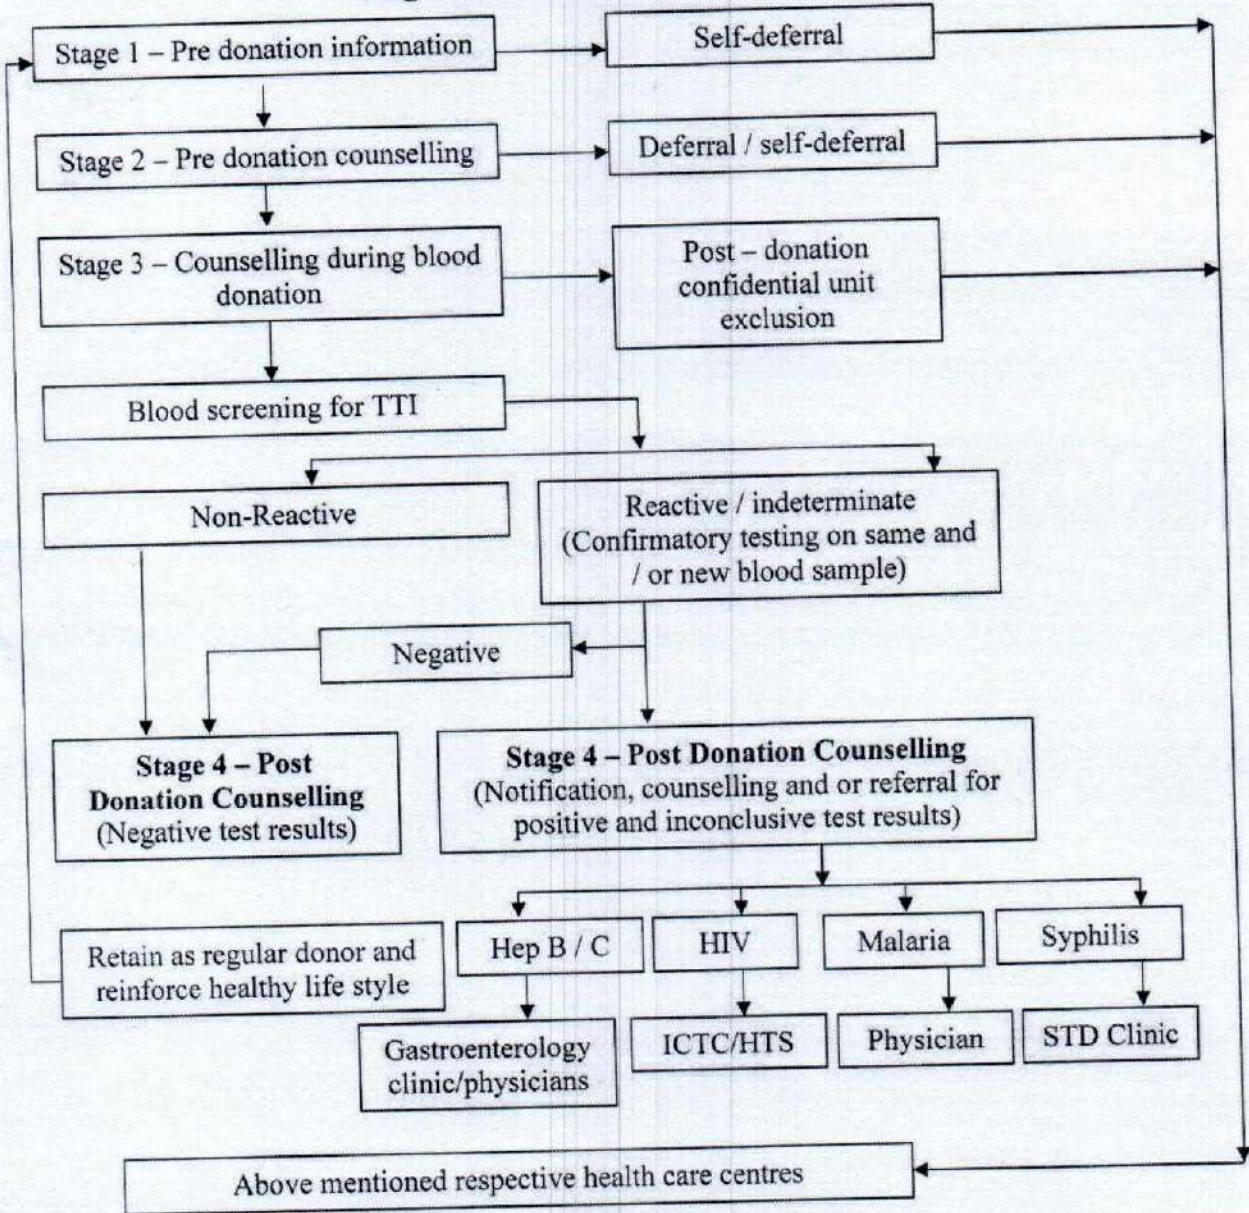 Stage 1 – Pre donation information
Self-deferral
Stage 2 – Pre donation counselling
Deferral / self-deferral
Stage 3 – Counselling during blood
donation
Post – donation
confidential unit
exclusion
Blood screening for TTI
Non-Reactive
Reactive / indeterminate
(Confirmatory testing on same and
/ or new blood sample)
Negative
Stage 4 – Post
Donation Counselling
(Negative test results)
Stage 4 – Post Donation Counselling
(Notification, counselling and or referral for
positive and inconclusive test results)
Retain as regular donor and
reinforce healthy life style
Hep B / C
HIV
Malaria
Syphilis
Gastroenterology
clinic/physicians
ICTC/HTS
Physician
STD Clinic
Above mentioned respective health care centres